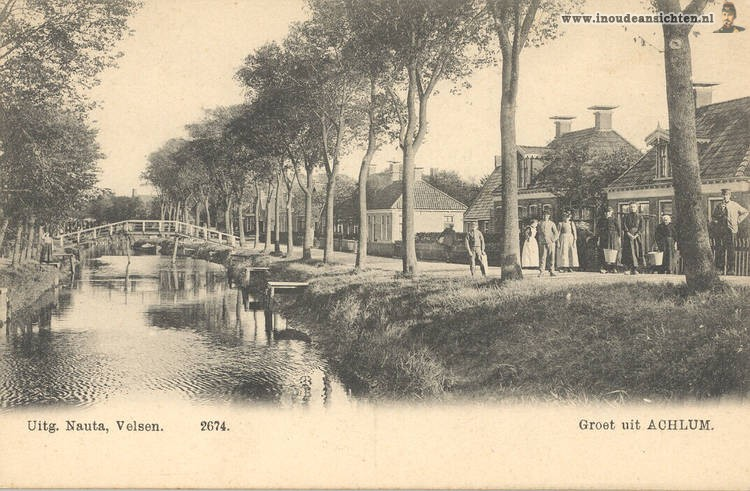 www.inoudeansichten.nl
Uitg. Nauta, Velsen. 2674.
Groet uit ACHLUM.